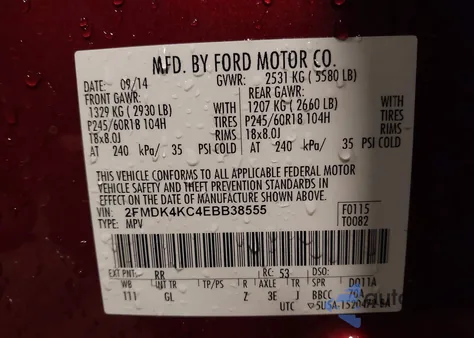 MFD. BY FORD MOTOR CO.
DATE: 09/14 GVWR: 2531 KG (5580 LB)
FRONT GAWR: REAR GAWR:
1329 KG (2930 LB) 1207 KG (2660 LB) WITH
P245/60R18 104H WITH TIRES P245/60R18 104H TIRES
18x8.0J RIMS 18x8.0J RIMS
AT 240 kPa/ 35 PSI COLD AT 240 kPa/ 35 PSI COLD
THIS VEHICLE CONFORMS TO ALL APPLICABLE FEDERAL MOTOR
VEHICLE SAFETY AND THEFT PREVENTION STANDARDS IN
EFFECT ON THE DATE OF MANUFACTURE SHOWN ABOVE.
VIN: 2FMDK4KC4EBB38555 F0115
TYPE: MPV T0082
EXT PNT: RR RC: 53 DSO:
WB INT TR TP/PS R AXLE TR SPR D011A
111 GL Z 3E J BBCC
UTC